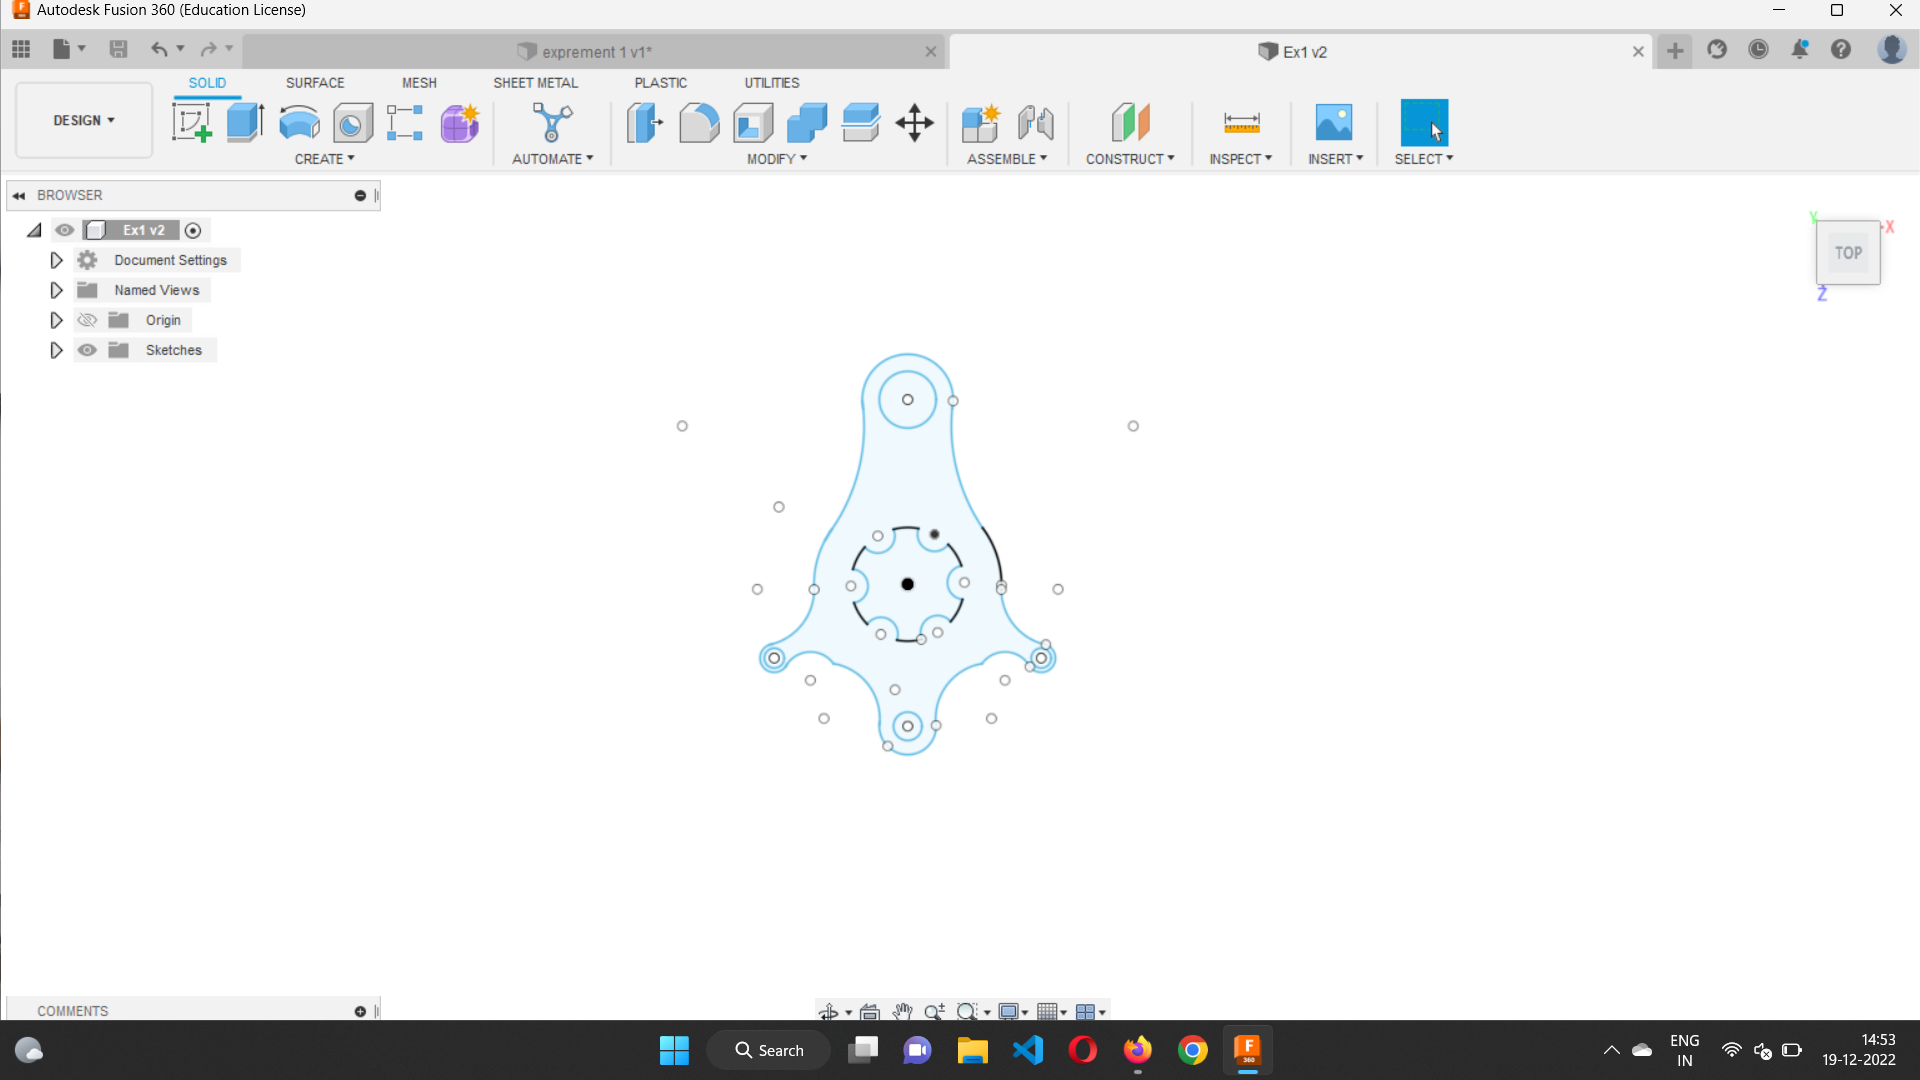 Autodesk Fusion 360 (Education License)
exprement 1 v1*
Ex1 v2
SOLID
SURFACE
MESH
SHEET METAL
PLASTIC
UTILITIES
DESIGN
CREATE
AUTOMATE
MODIFY
ASSEMBLE
CONSTRUCT
INSPECT
INSERT
SELECT
BROWSER
Ex1 v2
Document Settings
Named Views
Origin
Sketches
Y
X
TOP
Z
COMMENTS
Search
F
360
ENG
IN
14:53
19-12-2022